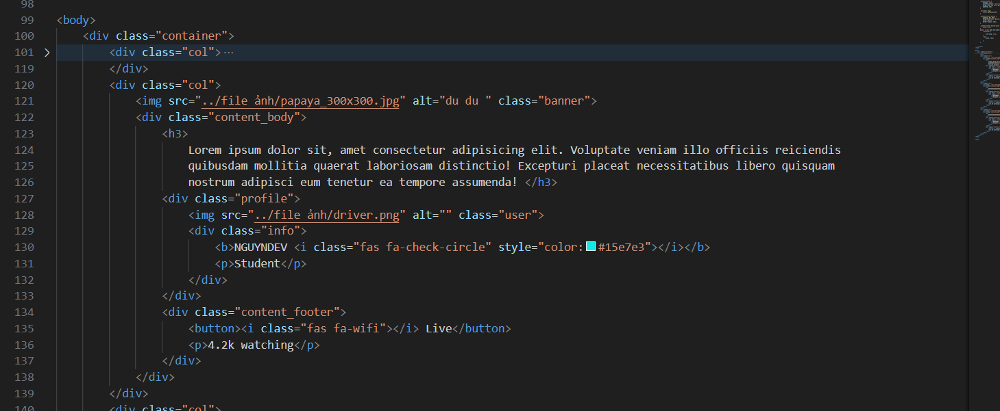 98
99 <body>
100 <div class="container">
101 <div class="col"> ···
119 </div>
120 <div class="col">
121 <img src="../file ảnh/papaya_300x300.jpg" alt="du du " class="banner">
122 <div class="content_body">
123 <h3>
124 Lorem ipsum dolor sit, amet consectetur adipisicing elit. Voluptate veniam illo officiis reiciendis
125 quibusdam mollitia quaerat laboriosam distinctio! Excepturi placeat necessitatibus libero quisquam
126 nostrum adipisci eum tenetur ea tempore assumenda! </h3>
127 <div class="profile">
128 <img src="../file ảnh/driver.png" alt="" class="user">
129 <div class="info">
130 <b>NGUYNDEV <i class="fas fa-check-circle" style="color:#15e7e3"></i></b>
131 <p>Student</p>
132 </div>
133 </div>
134 <div class="content_footer">
135 <button><i class="fas fa-wifi"></i> Live</button>
136 <p>4.2k watching</p>
137 </div>
138 </div>
139 </div>
140 <div class="col">